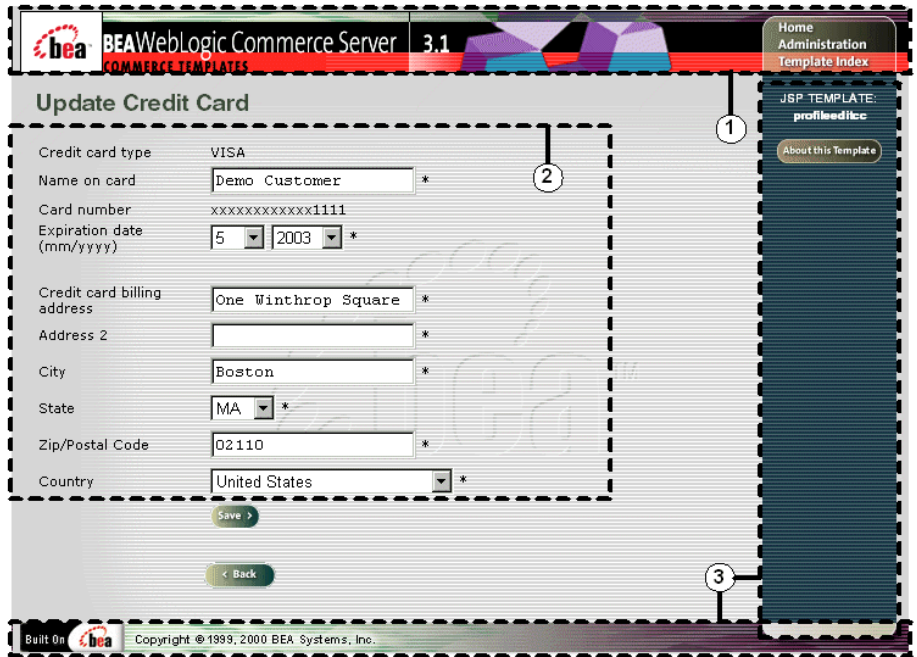 bea
BEA WebLogic Commerce Server 3.1
COMMERCE TEMPLATES
Home
Administration
Template Index
Update Credit Card
JSP TEMPLATE:
profileeditcc
1
About this Template
2
Credit card type VISA
Name on card Demo Customer *
Card number xxxxxxxxxxxx1111
Expiration date
(mm/yyyy) 5 2003 *
Credit card billing
address One Winthrop Square *
Address 2 *
City Boston *
State MA *
Zip/Postal Code 02110 *
Country United States *
bea TM
Save >
< Back
3
Built On bea Copyright © 1999, 2000 BEA Systems, Inc.